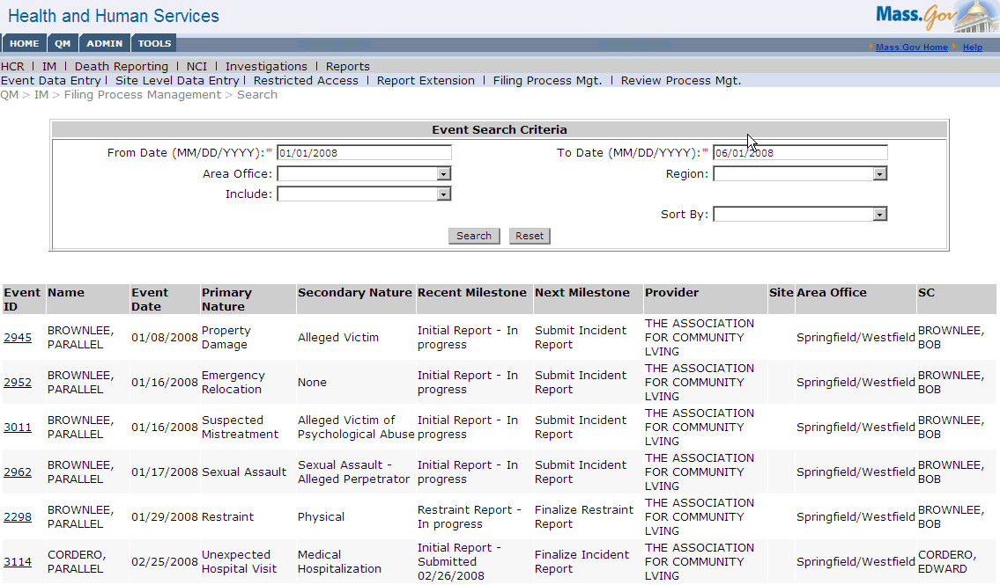 Health and Human Services
Mass.Gov
HOME QM ADMIN TOOLS
Mass.Gov Home Help
HCR | IM | Death Reporting | NCI | Investigations | Reports
Event Data Entry | Site Level Data Entry | Restricted Access | Report Extension | Filing Process Mgt. | Review Process Mgt.
QM > IM > Filing Process Management > Search
Event Search Criteria
From Date (MM/DD/YYYY):* 01/01/2008 To Date (MM/DD/YYYY):* 06/01/2008
Area Office: Region:
Include:
Sort By:
Search Reset
Event ID Name Event Date Primary Nature Secondary Nature Recent Milestone Next Milestone Provider Site Area Office SC
2945 BROWNLEE, PARALLEL 01/08/2008 Property Damage Alleged Victim Initial Report - In progress Submit Incident Report THE ASSOCIATION FOR COMMUNITY LVING Springfield/Westfield BROWNLEE, BOB
2952 BROWNLEE, PARALLEL 01/16/2008 Emergency Relocation None Initial Report - In progress Submit Incident Report THE ASSOCIATION FOR COMMUNITY LVING Springfield/Westfield BROWNLEE, BOB
3011 BROWNLEE, PARALLEL 01/16/2008 Suspected Mistreatment Alleged Victim of Psychological Abuse Initial Report - In progress Submit Incident Report THE ASSOCIATION FOR COMMUNITY LVING Springfield/Westfield BROWNLEE, BOB
2962 BROWNLEE, PARALLEL 01/17/2008 Sexual Assault Sexual Assault - Alleged Perpetrator Initial Report - In progress Submit Incident Report THE ASSOCIATION FOR COMMUNITY LVING Springfield/Westfield BROWNLEE, BOB
2298 BROWNLEE, PARALLEL 01/29/2008 Restraint Physical Restraint Report - In progress Finalize Restraint Report THE ASSOCIATION FOR COMMUNITY LVING Springfield/Westfield BROWNLEE, BOB
3114 CORDERO, PARALLEL 02/25/2008 Unexpected Hospital Visit Medical Hospitalization Initial Report - Submitted 02/26/2008 Finalize Incident Report THE ASSOCIATION FOR COMMUNITY LVING Springfield/Westfield CORDERO, EDWARD